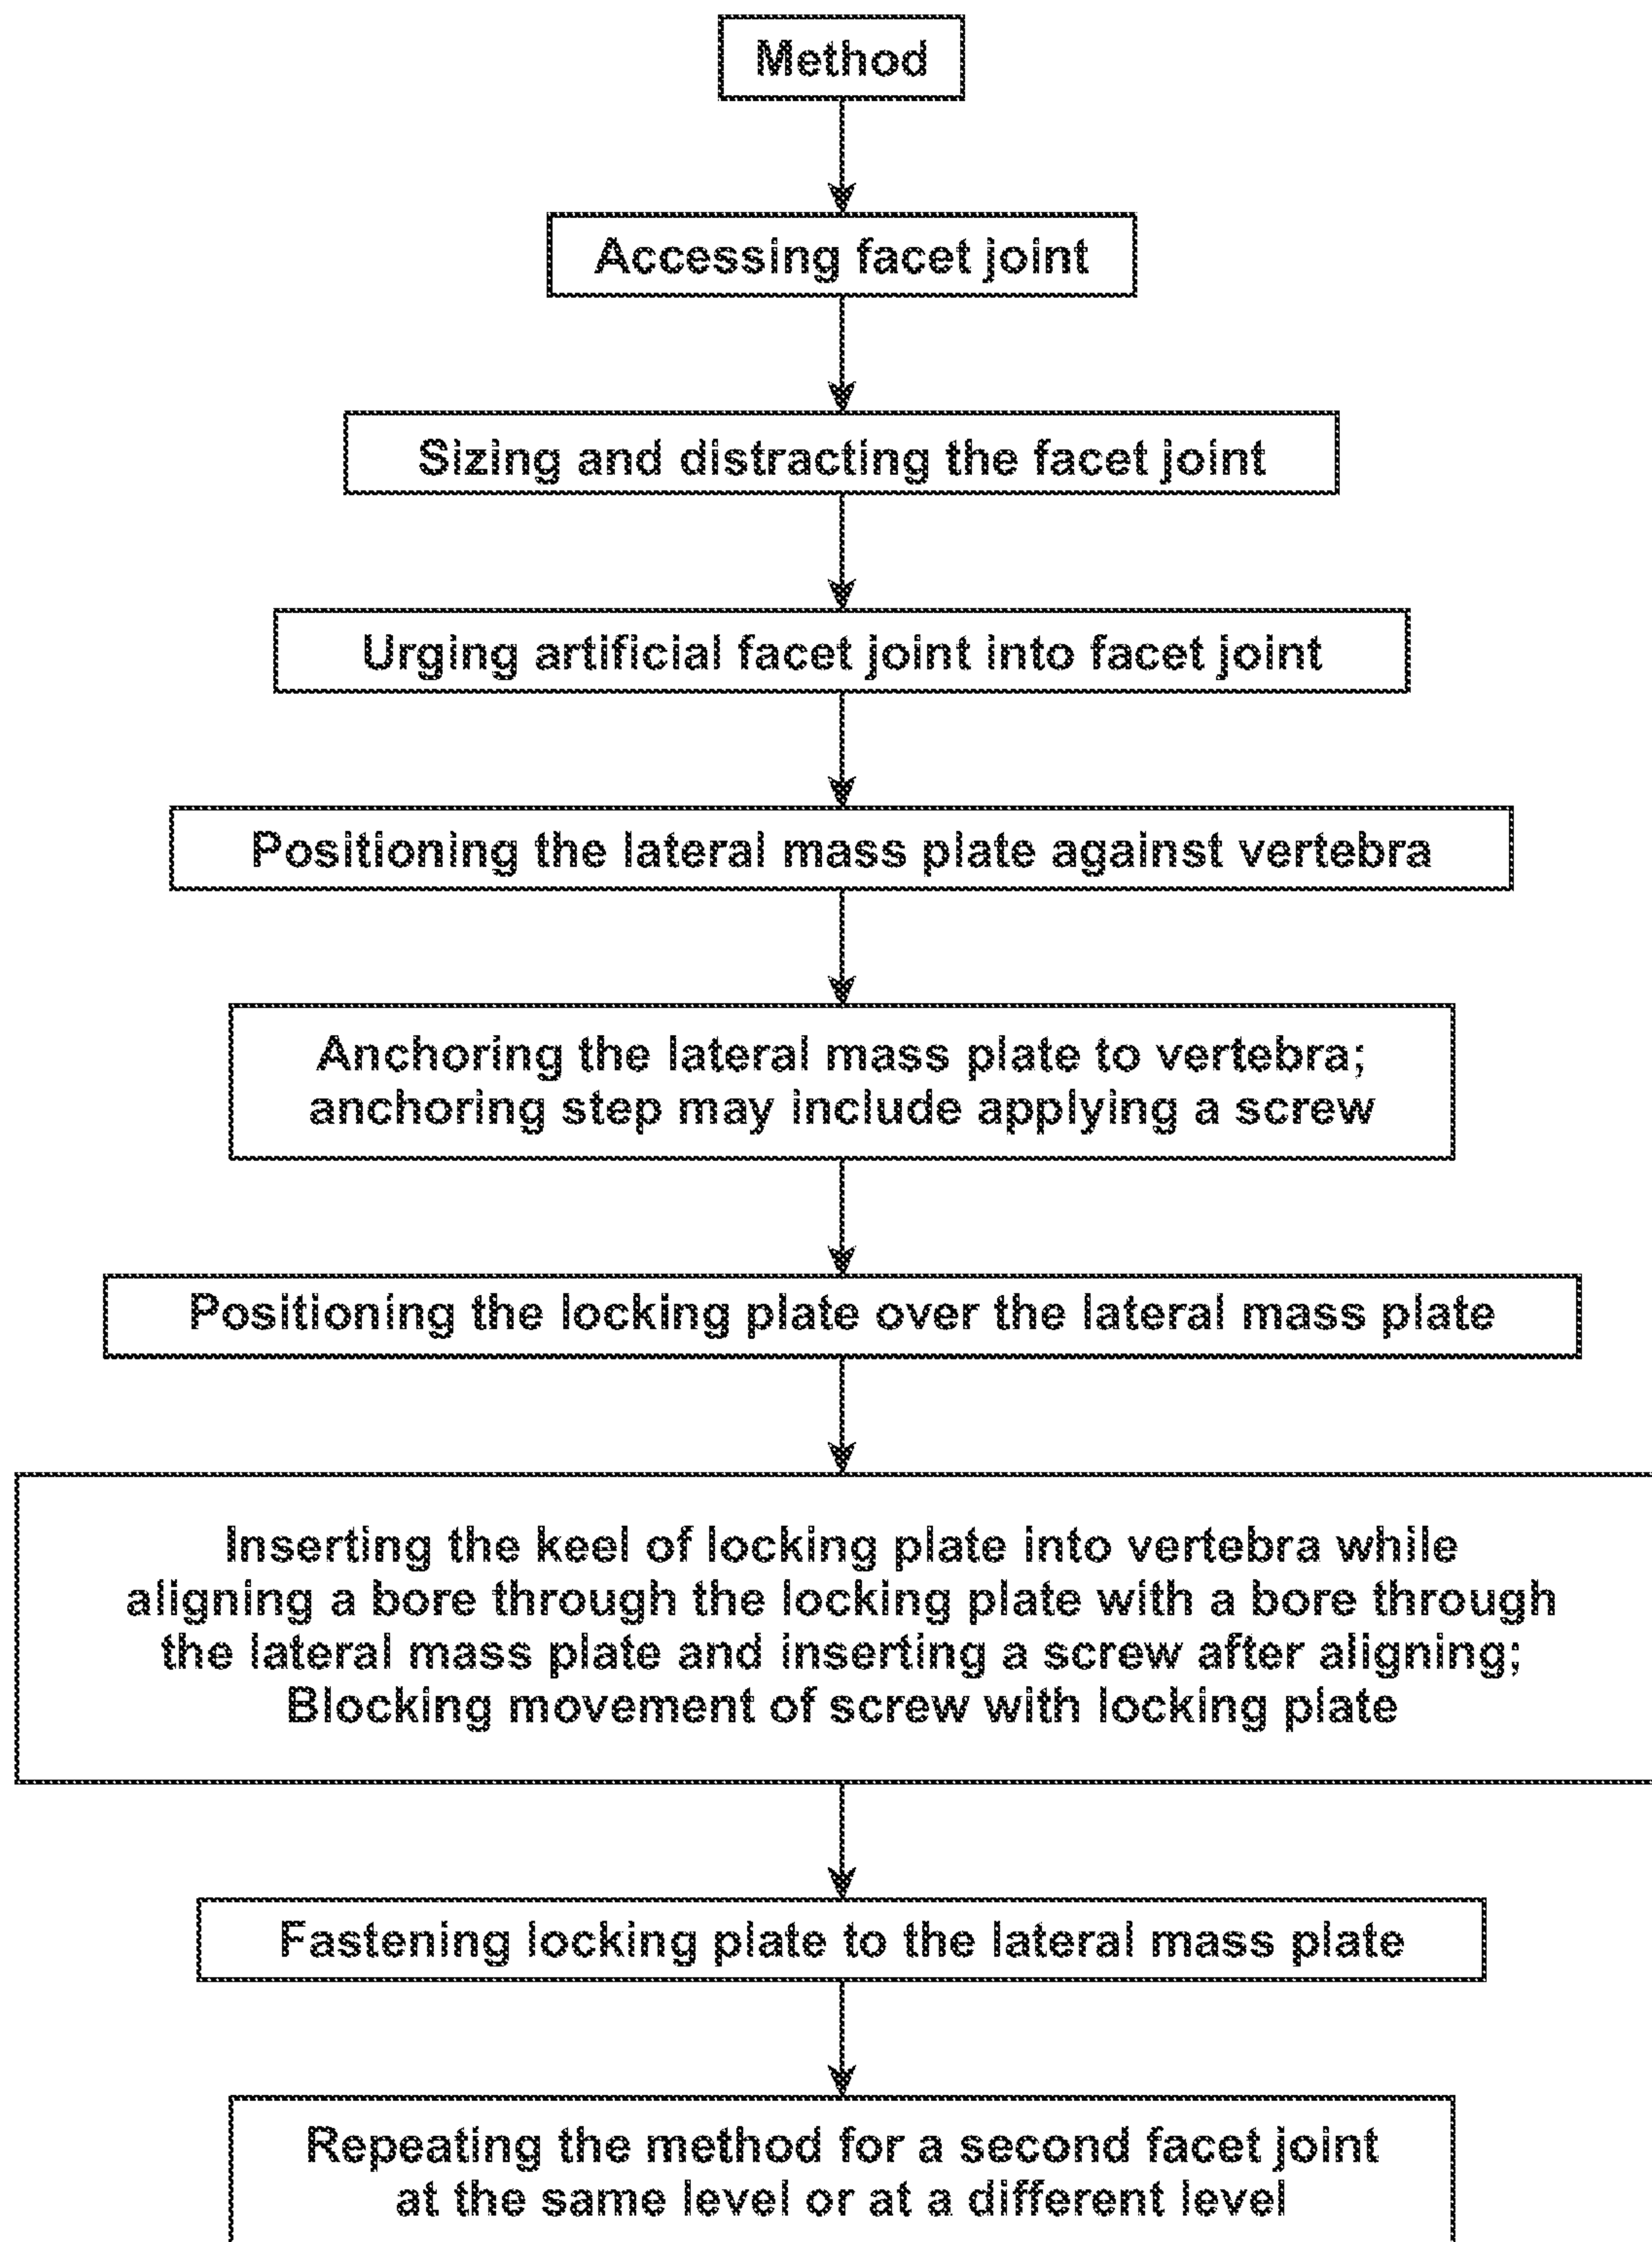 Method
Accessing facet joint
Sizing and distracting the facet joint
Urging artificial facet joint into facet joint
Positioning the lateral mass plate against vertebra
Anchoring the lateral mass plate to vertebra;
anchoring step may include applying a screw
Positioning the locking plate over the lateral mass plate
Inserting the keel of locking plate into vertebra while
aligning a bore through the locking plate with a bore through
the lateral mass plate and inserting a screw after aligning;
Blocking movement of screw with locking plate
Fastening locking plate to the lateral mass plate
Repeating the method for a second facet joint
at the same level or at a different level